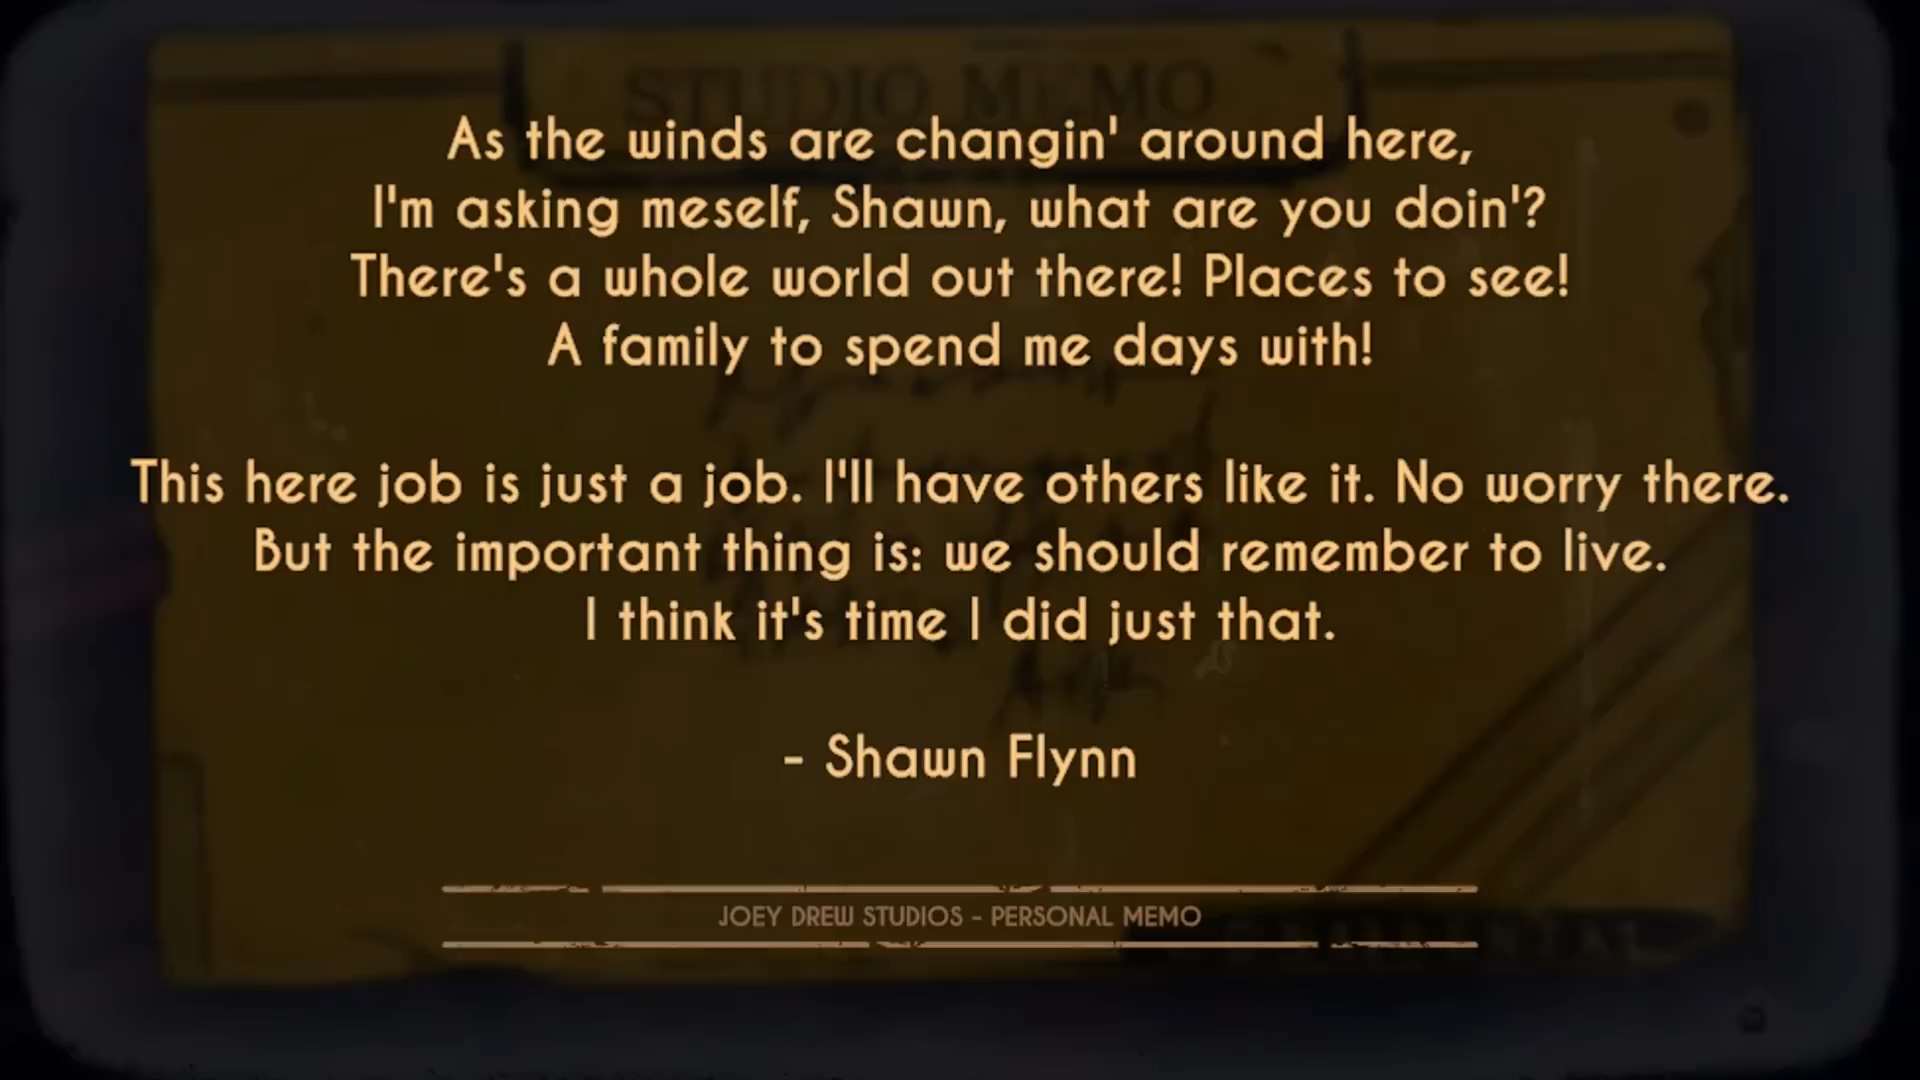 STUDIO MEMO
As the winds are changin' around here,
I'm asking meself, Shawn, what are you doin'?
There's a whole world out there! Places to see!
A family to spend me days with!
This here job is just a job. I'll have others like it. No worry there.
But the important thing is: we should remember to live.
I think it's time I did just that.
- Shawn Flynn
JOEY DREW STUDIOS - PERSONAL MEMO